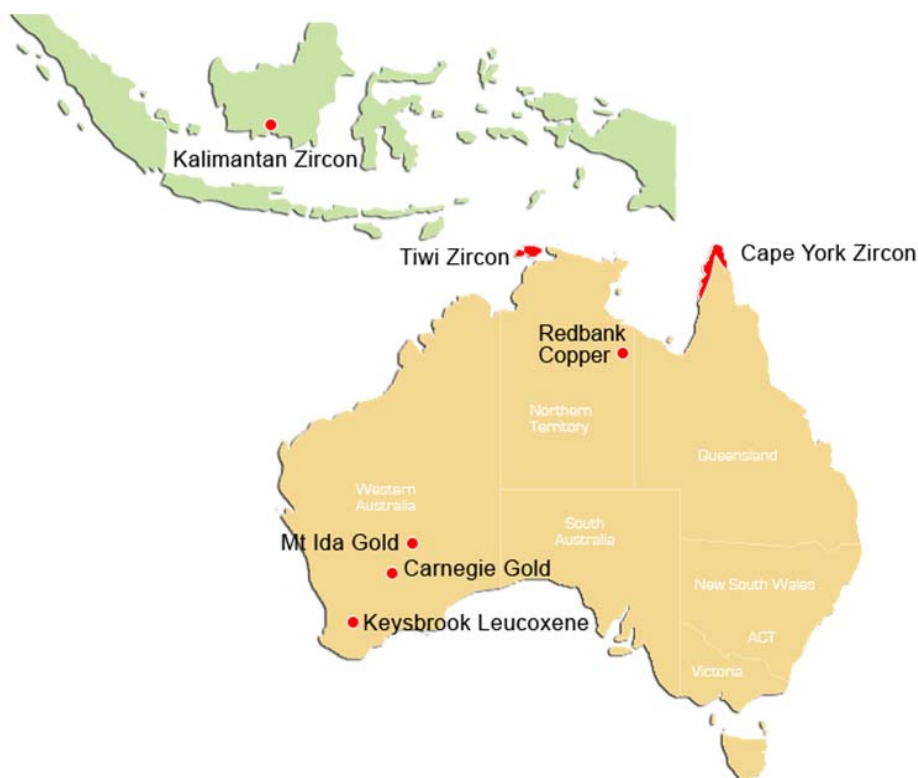 Kalimantan Zircon
Tiwi Zircon
Cape York Zircon
Redbank
Copper
Northern
Territory
Queensland
Western
Australia
South
Australia
Mt Ida Gold
Carnegie Gold
New South Wales
Keysbrook Leucoxene
ACT
Victoria